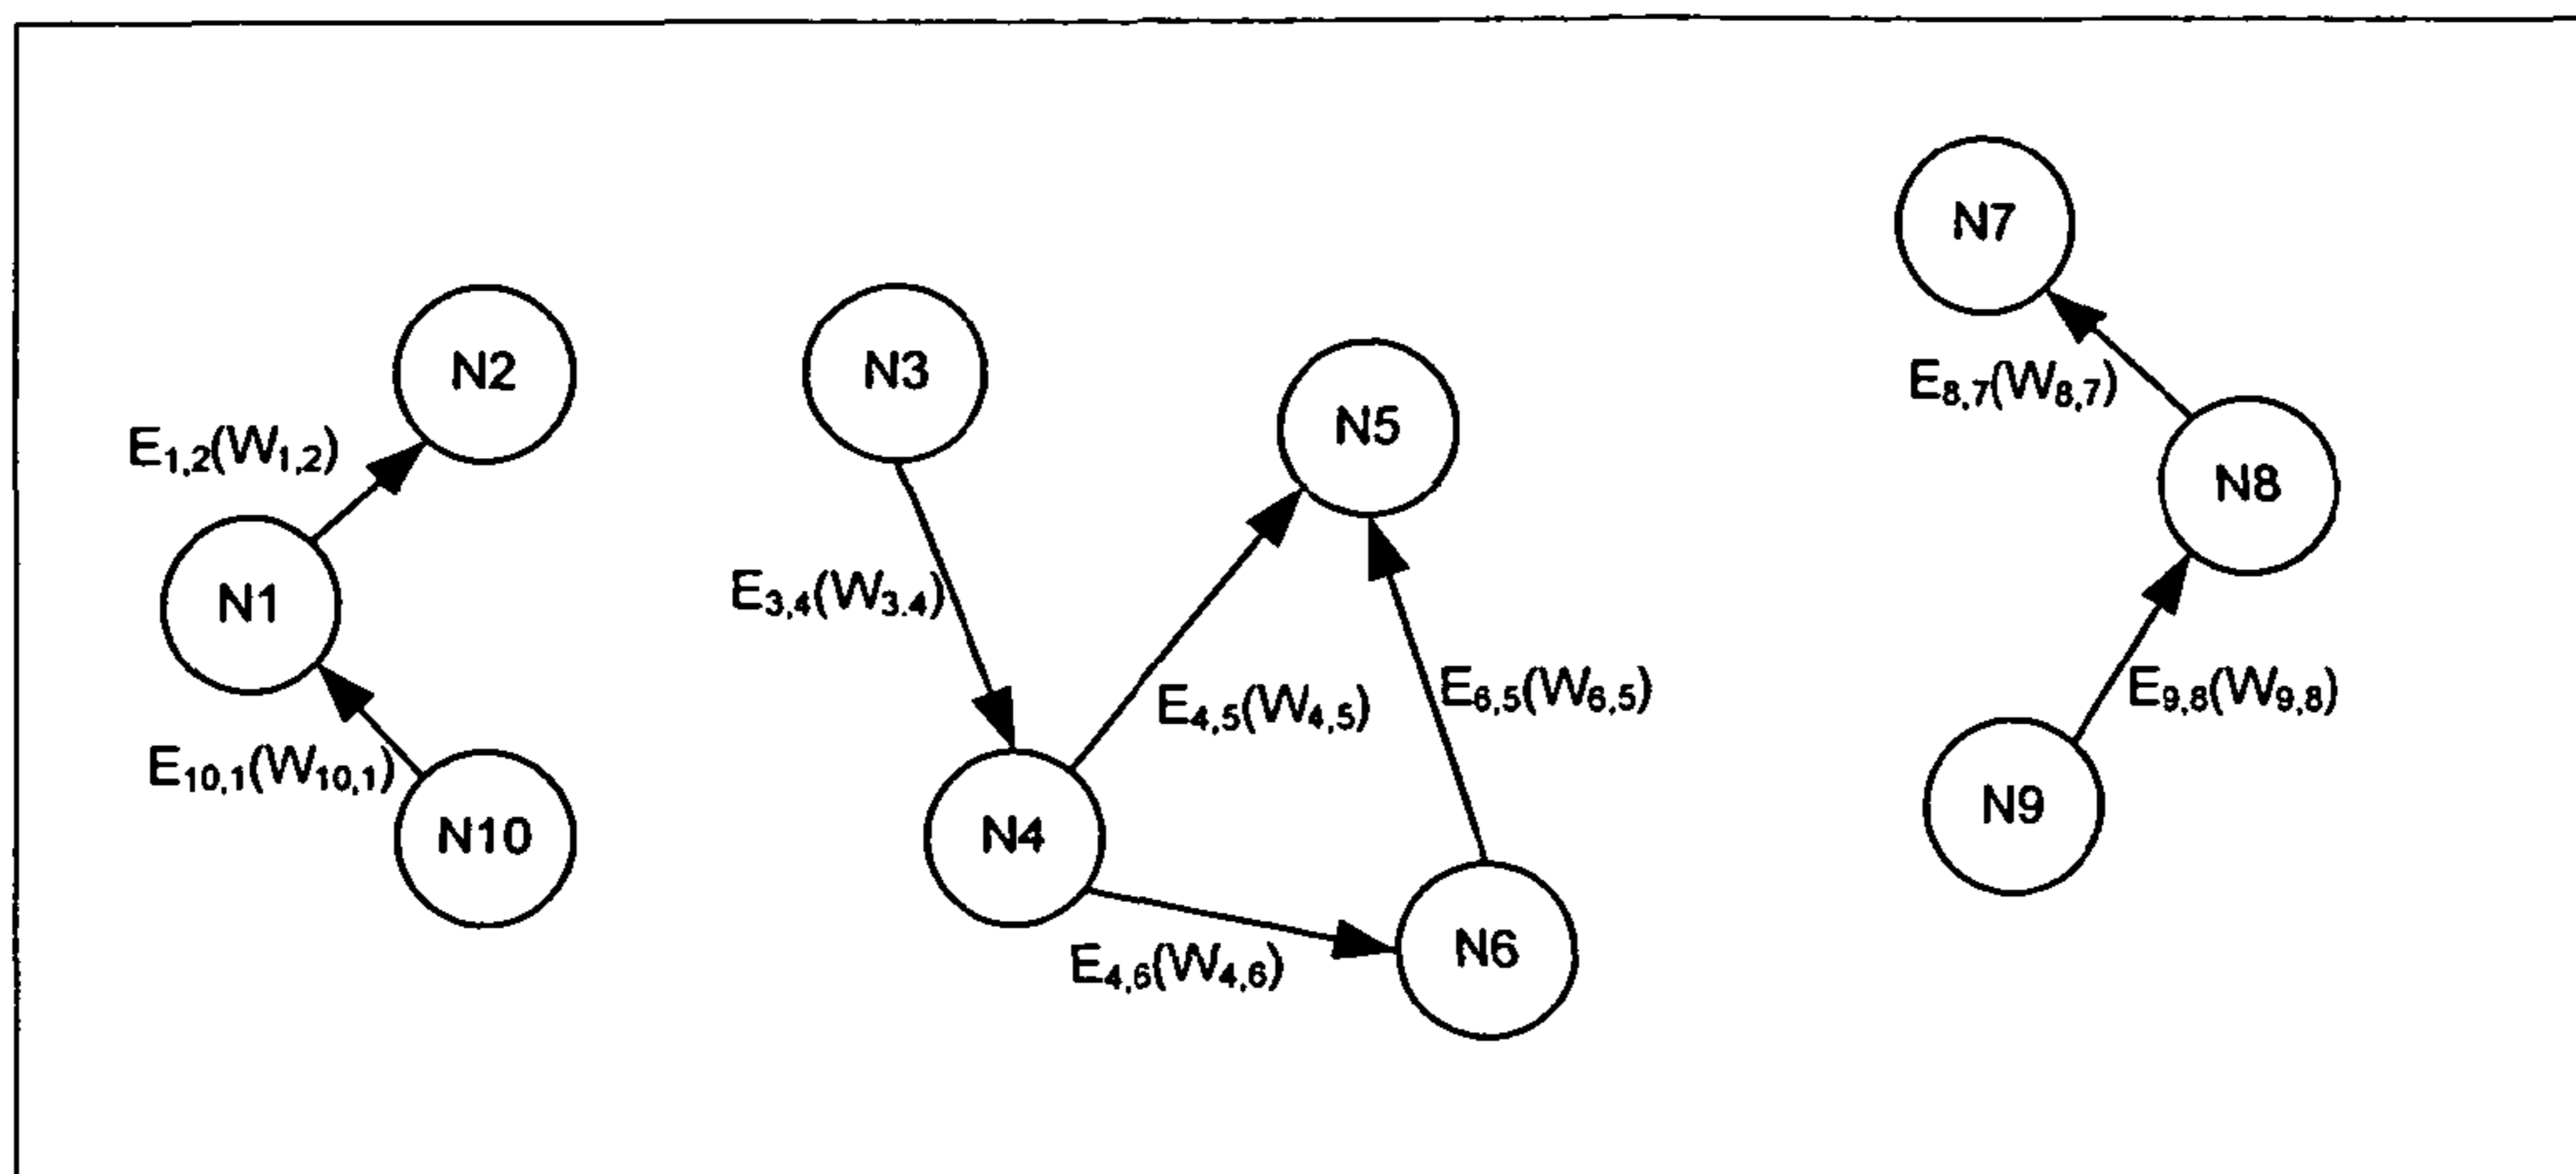 N7
N2
N3
E8,7(W8,7)
N5
E1,2(W1,2)
N8
N1
E3,4(W3.4)
E6,5(W6,5)
E4,5(W4,5)
E9,8(W9,8)
E10,1(W10,1)
N10
N4
N9
N6
E4,6(W4,6)